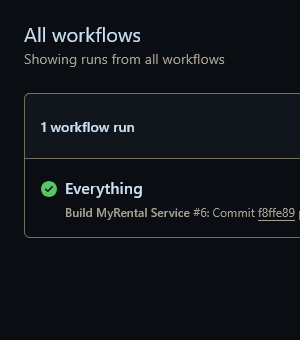 All workflows
Showing runs from all workflows
1 workflow run
Everything
Build MyRental Service #6: Commit f8ffe89